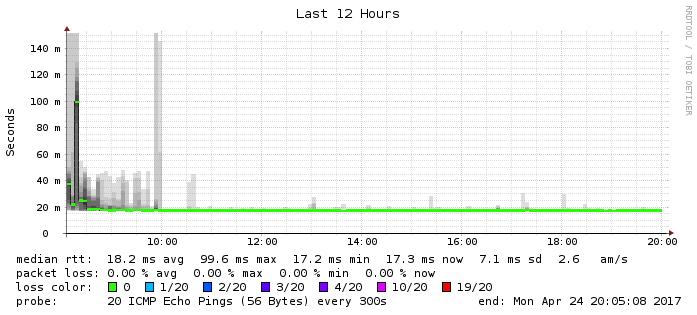 Last 12 Hours
RRDTOOL / TOBI OETIKER
Seconds
140 m
120 m
100 m
80 m
60 m
40 m
20 m
0
10:00 12:00 14:00 16:00 18:00 20:00
median rtt: 18.2 ms avg 99.6 ms max 17.2 ms min 17.3 ms now 7.1 ms sd 2.6 am/s
packet loss: 0.00 % avg 0.00 % max 0.00 % min 0.00 % now
loss color: 0 1/20 2/20 3/20 4/20 10/20 19/20
probe: 20 ICMP Echo Pings (56 Bytes) every 300s end: Mon Apr 24 20:05:08 2017